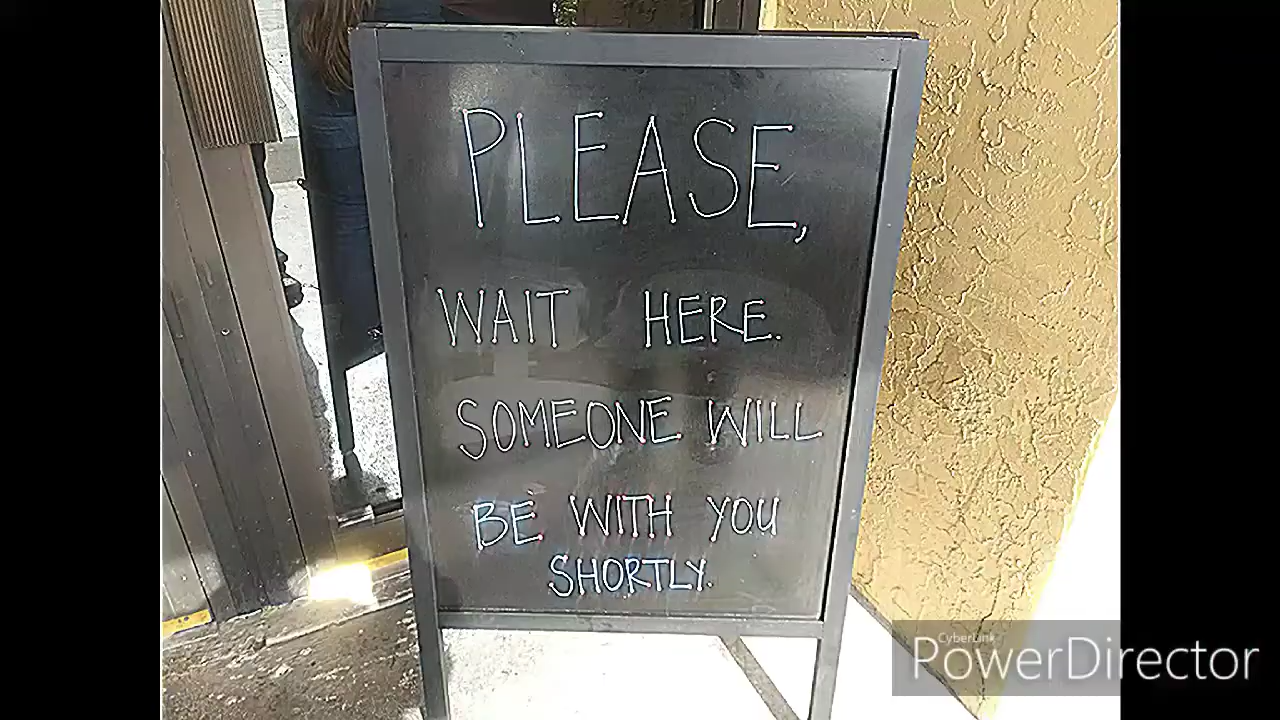 PLEASE,
WAIT HERE.
SOMEONE WILL
BE WITH YOU
SHORTLY.
CyberLink
PowerDirector